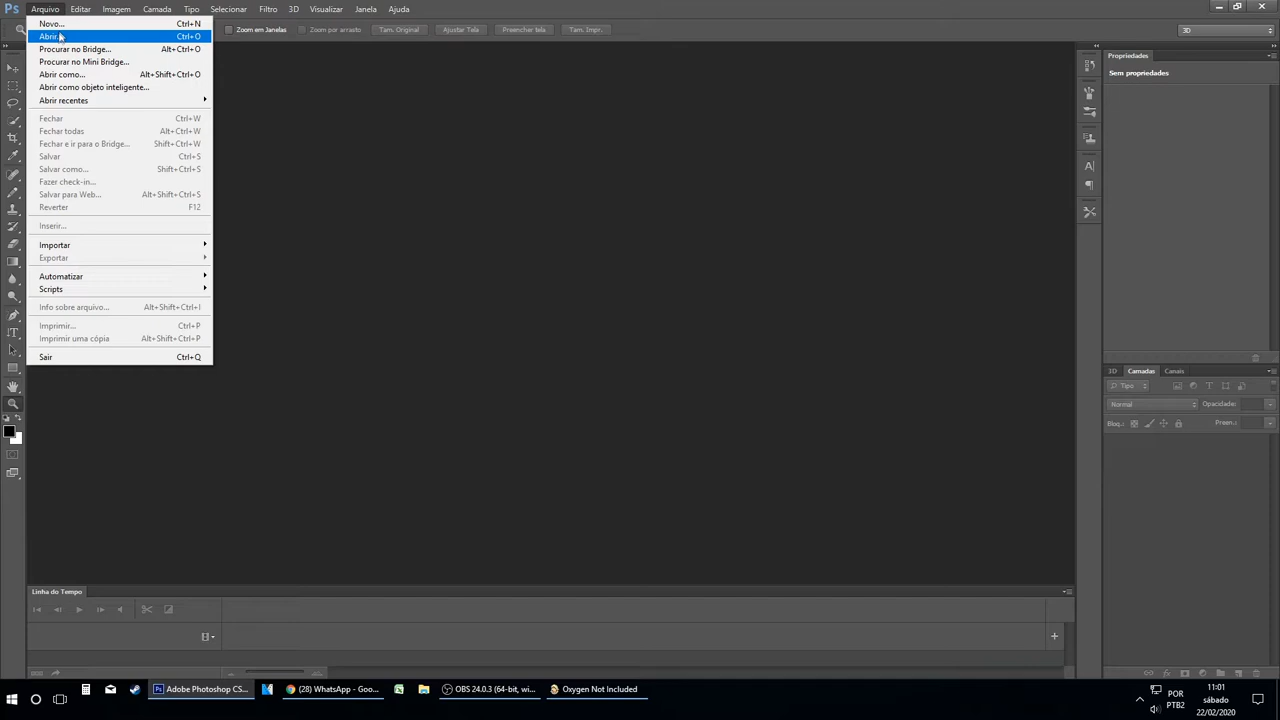 Ps Arquivo Editar Imagem Camada Tipo Selecionar Filtro 3D Visualizar Janela Ajuda
Zoom em Janelas Zoom por arrasto Tam. Original Ajustar Tela Preencher tela Tam. Impr. 3D
Novo... Ctrl+N
Abrir... Ctrl+O
Procurar no Bridge... Alt+Ctrl+O
Procurar no Mini Bridge...
Abrir como... Alt+Shift+Ctrl+O
Abrir como objeto inteligente...
Abrir recentes
Fechar Ctrl+W
Fechar todas Alt+Ctrl+W
Fechar e ir para o Bridge... Shift+Ctrl+W
Salvar Ctrl+S
Salvar como... Shift+Ctrl+S
Fazer check-in...
Salvar para Web... Alt+Shift+Ctrl+S
Reverter F12
Inserir...
Importar
Exportar
Automatizar
Scripts
Info sobre arquivo... Alt+Shift+Ctrl+I
Imprimir... Ctrl+P
Imprimir uma cópia Alt+Shift+Ctrl+P
Sair Ctrl+Q
Propriedades
Sem propriedades
3D Camadas Canais
Tipo
Normal Opacidade:
Bloq.: Preen.:
Linha do Tempo
Adobe Photoshop CS... (28) WhatsApp - Goo... OBS 24.0.3 (64-bit, wi... Oxygen Not Included
POR
PTB2
11:01
sábado
22/02/2020